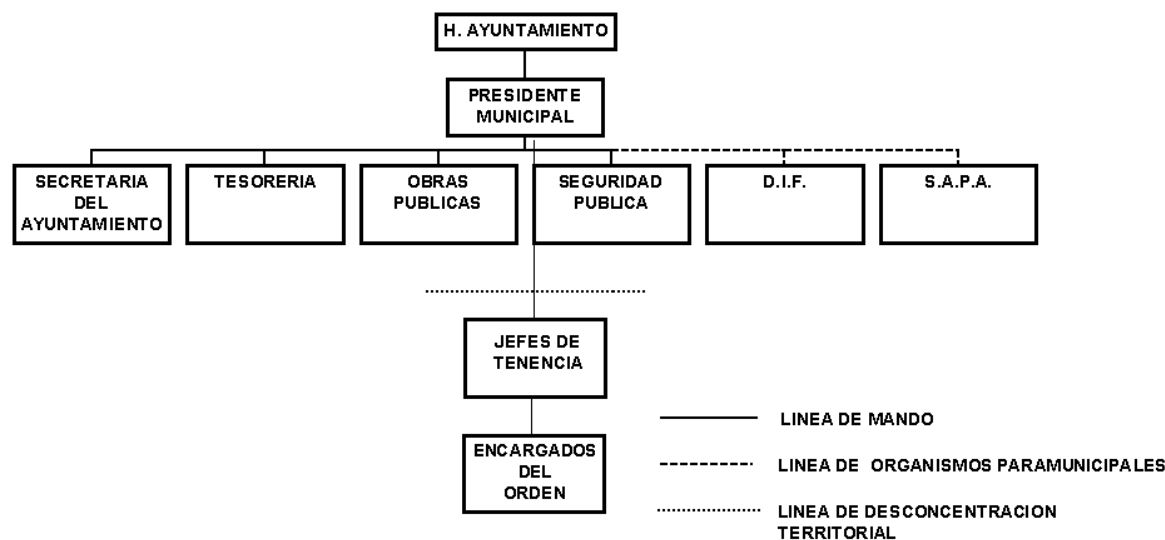 H. AYUNTAMIENTO
PRESIDENTE
MUNICIPAL
SECRETARIA
DEL
AYUNTAMIENTO
TESORERIA
OBRAS
PUBLICAS
SEGURIDAD
PUBLICA
D.I.F.
S.A.P.A.
JEFES DE
TENENCIA
ENCARGADOS
DEL
ORDEN
LINEA DE MANDO
LINEA DE ORGANISMOS PARAMUNICIPALES
LINEA DE DESCONCENTRACION
TERRITORIAL